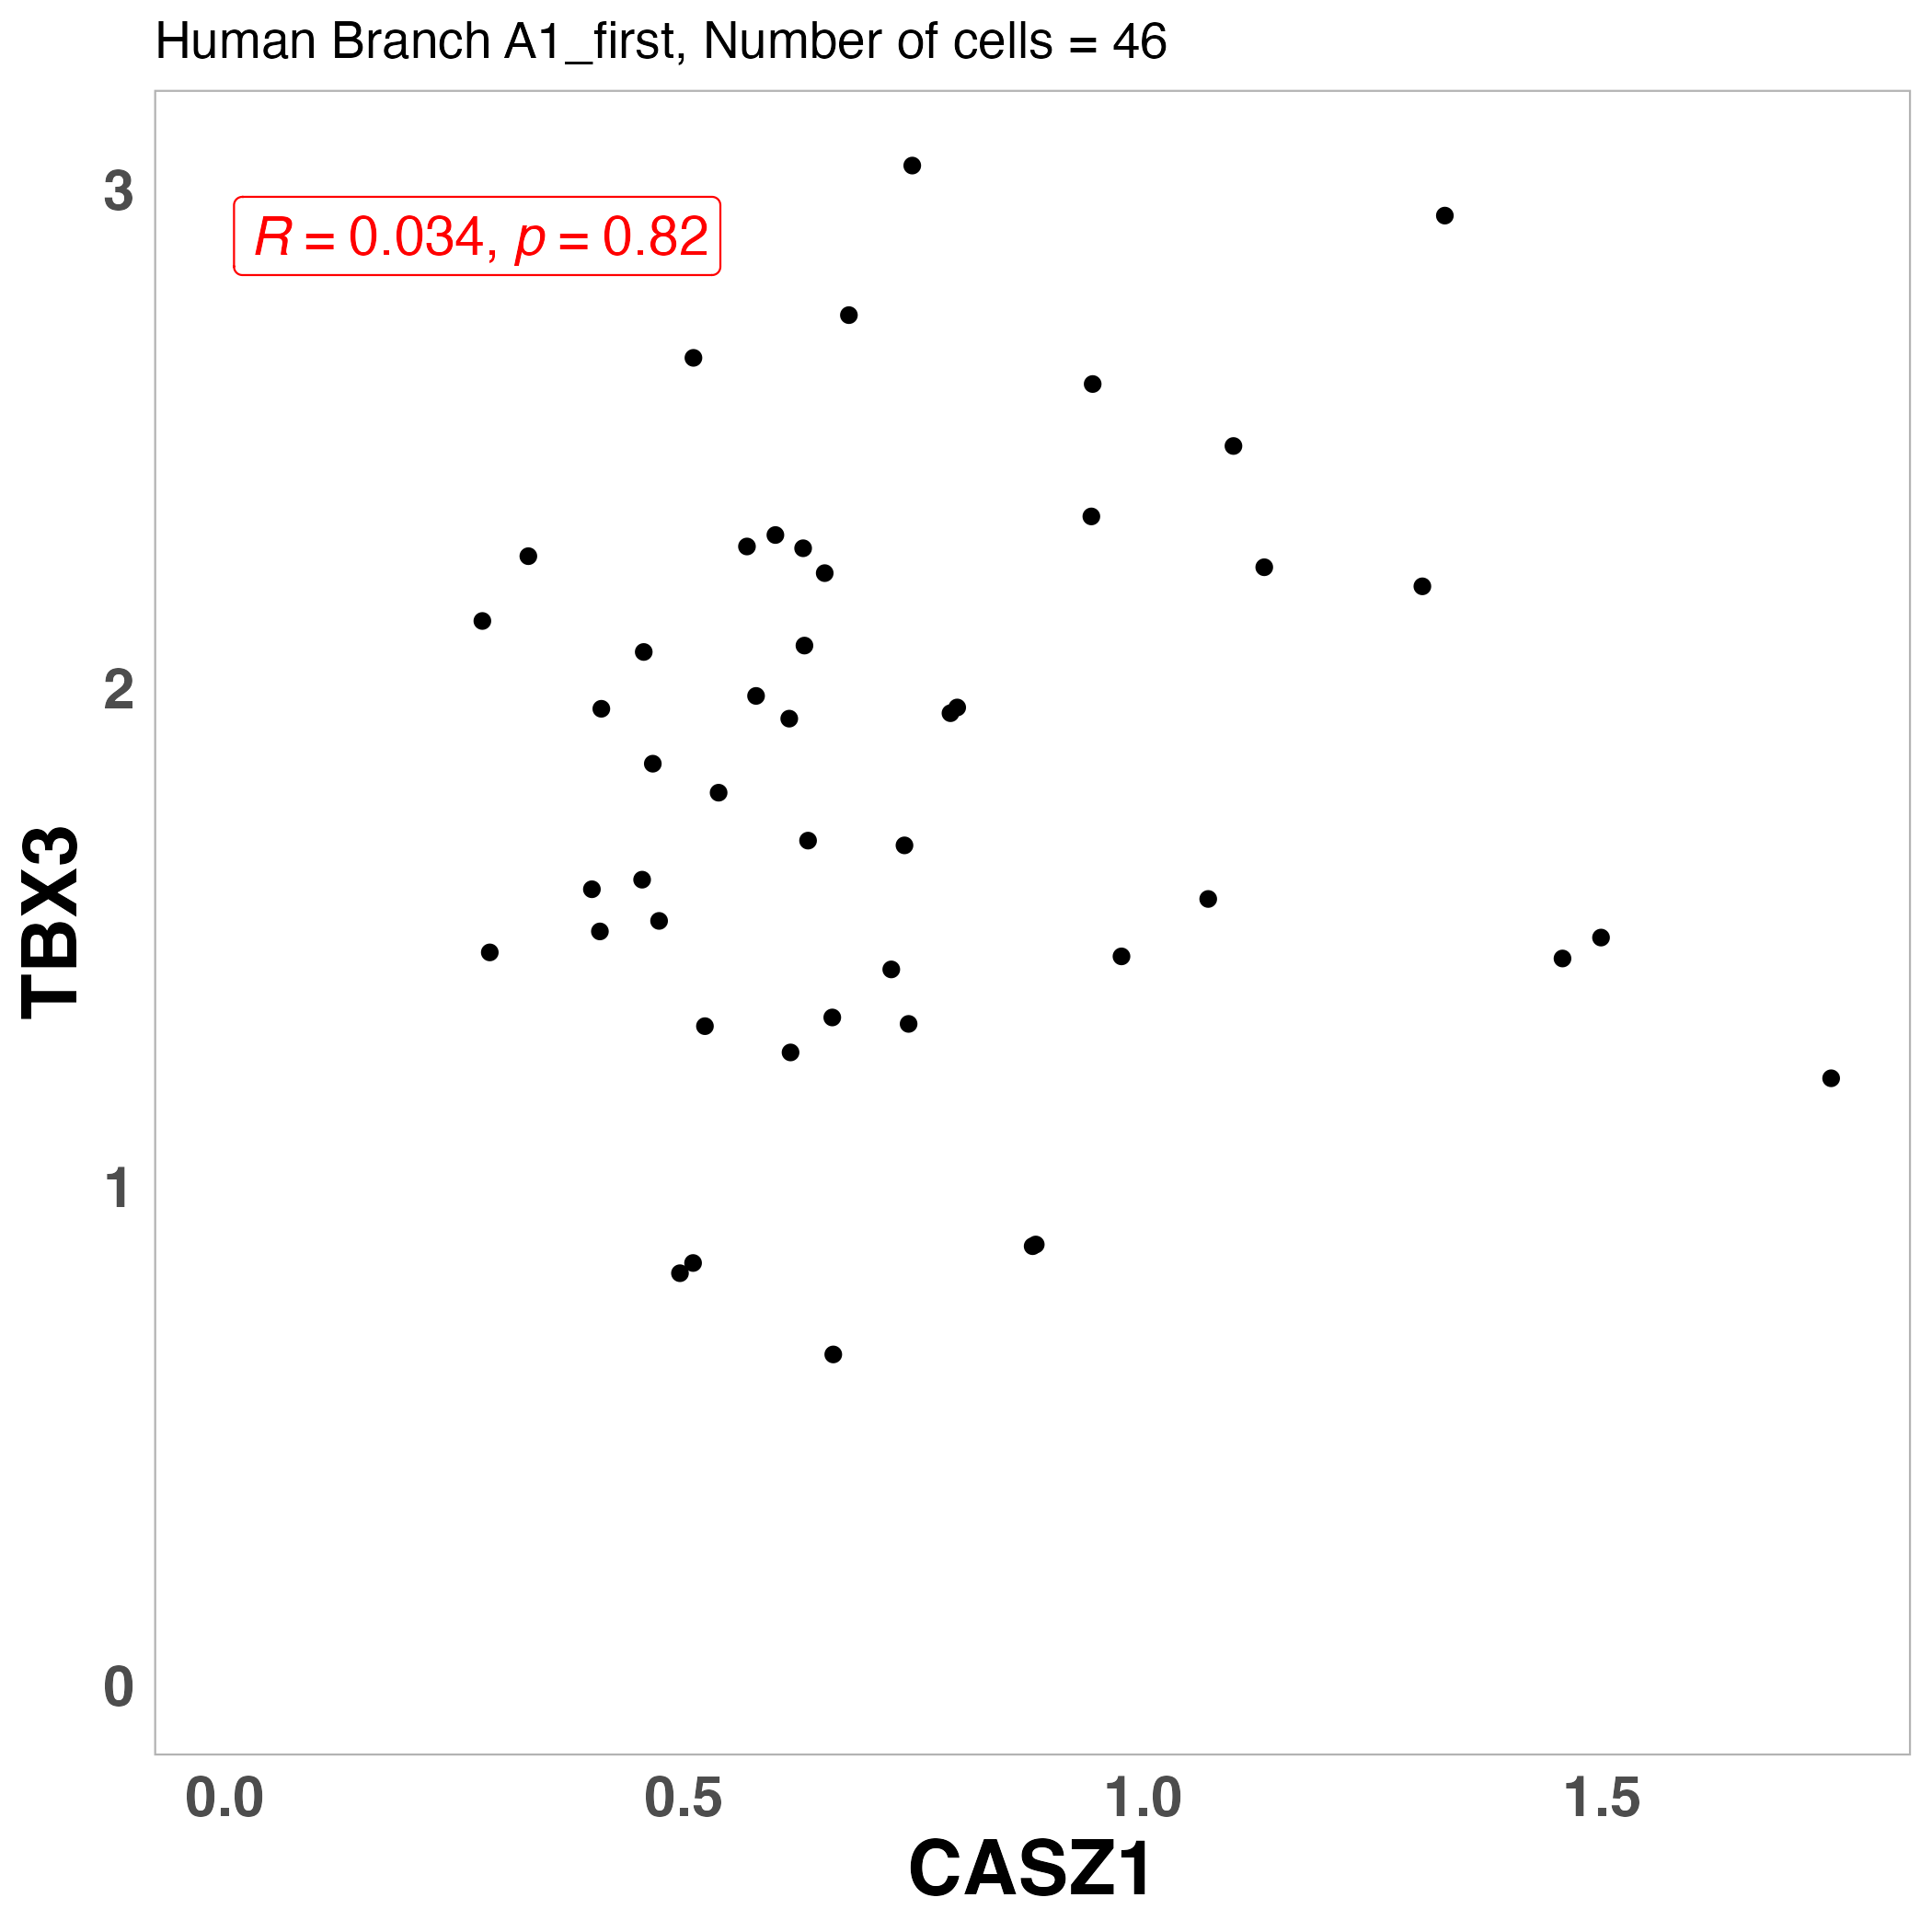 Human Branch A1_first, Number of cells = 46
R = 0.034, p = 0.82
3
2
1
0
TBX3
0.0 0.5 1.0 1.5
CASZ1